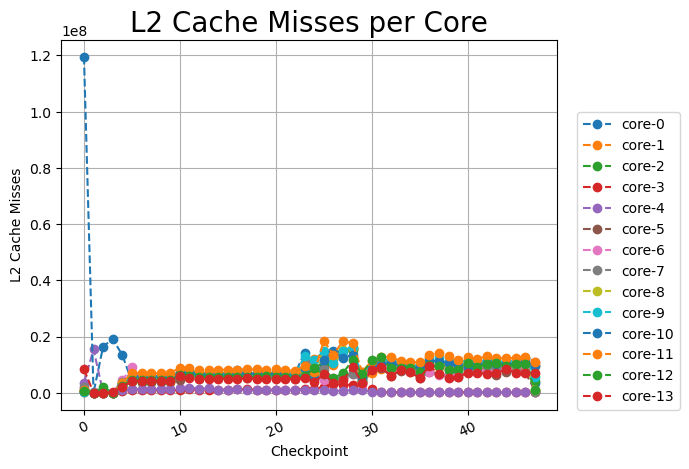 L2 Cache Misses per Core
1e8
1.2
1.0
0.8
0.6
0.4
0.2
0.0
L2 Cache Misses
0
10
20
30
40
Checkpoint
core-0
core-1
core-2
core-3
core-4
core-5
core-6
core-7
core-8
core-9
core-10
core-11
core-12
core-13